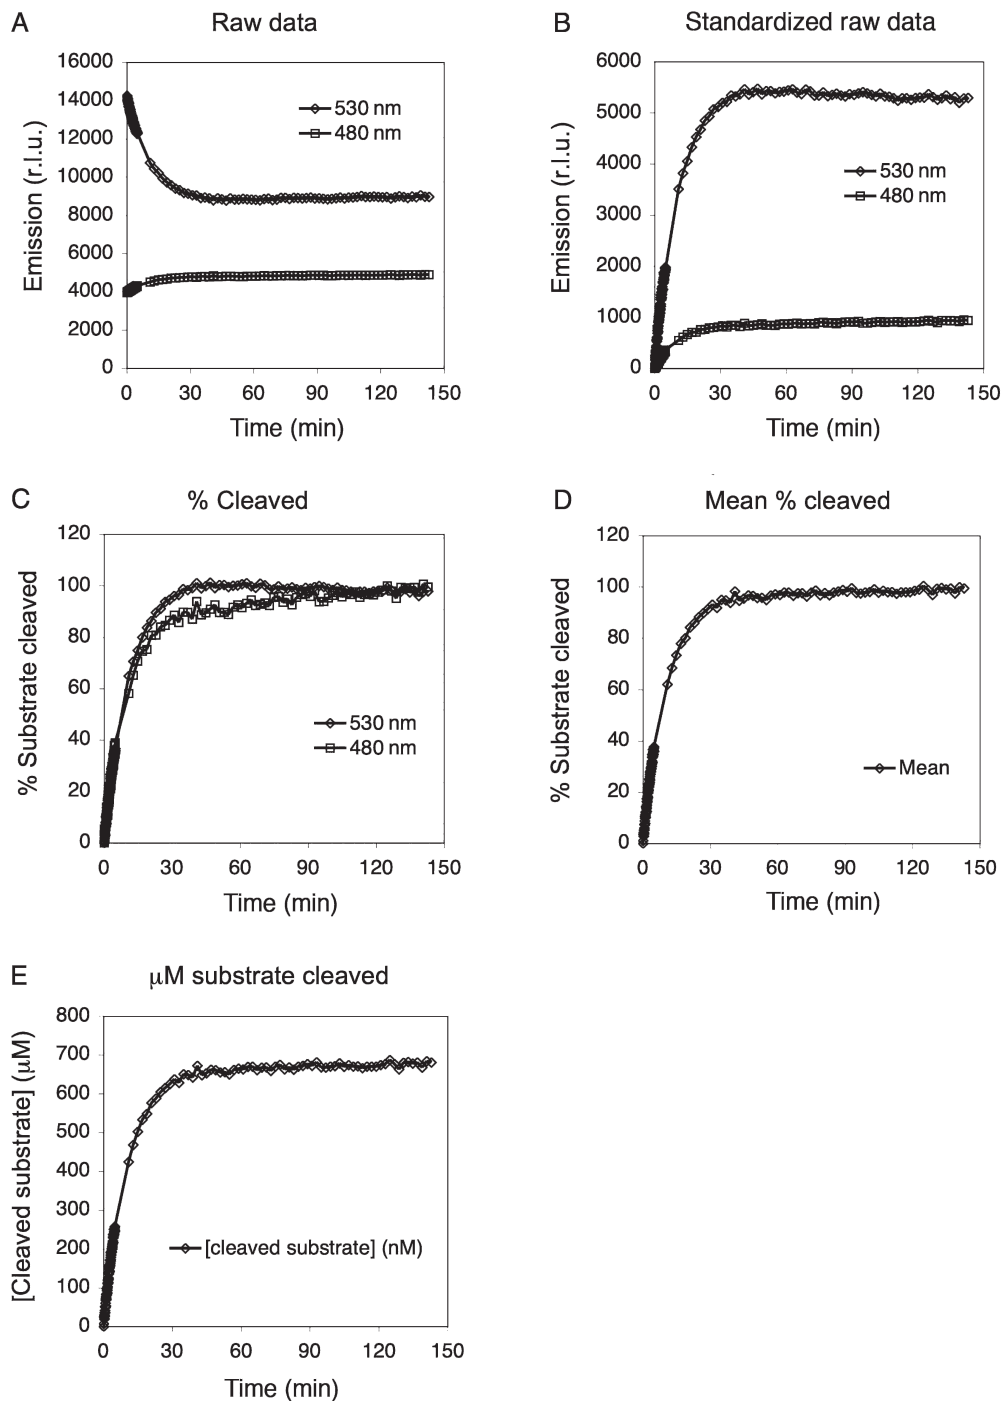 A
Raw data
16000
14000
12000
10000
8000
6000
4000
2000
0
Emission (r.l.u.)
530 nm
480 nm
0 30 60 90 120 150
Time (min)
B
Standardized raw data
6000
5000
6000
3000
2000
1000
0
Emission (r.l.u.)
530 nm
480 nm
0 30 60 90 120 150
Time (min)
C
% Cleaved
120
100
80
60
40
20
0
% Substrate cleaved
530 nm
480 nm
0 30 60 90 120 150
Time (min)
D
Mean % cleaved
120
100
80
60
40
20
0
% Substrate cleaved
Mean
0 30 60 90 120 150
Time (min)
E
μM substrate cleaved
800
700
600
500
400
300
200
100
0
[Cleaved substrate] (μM)
[cleaved substrate] (nM)
0 30 60 90 120 150
Time (min)